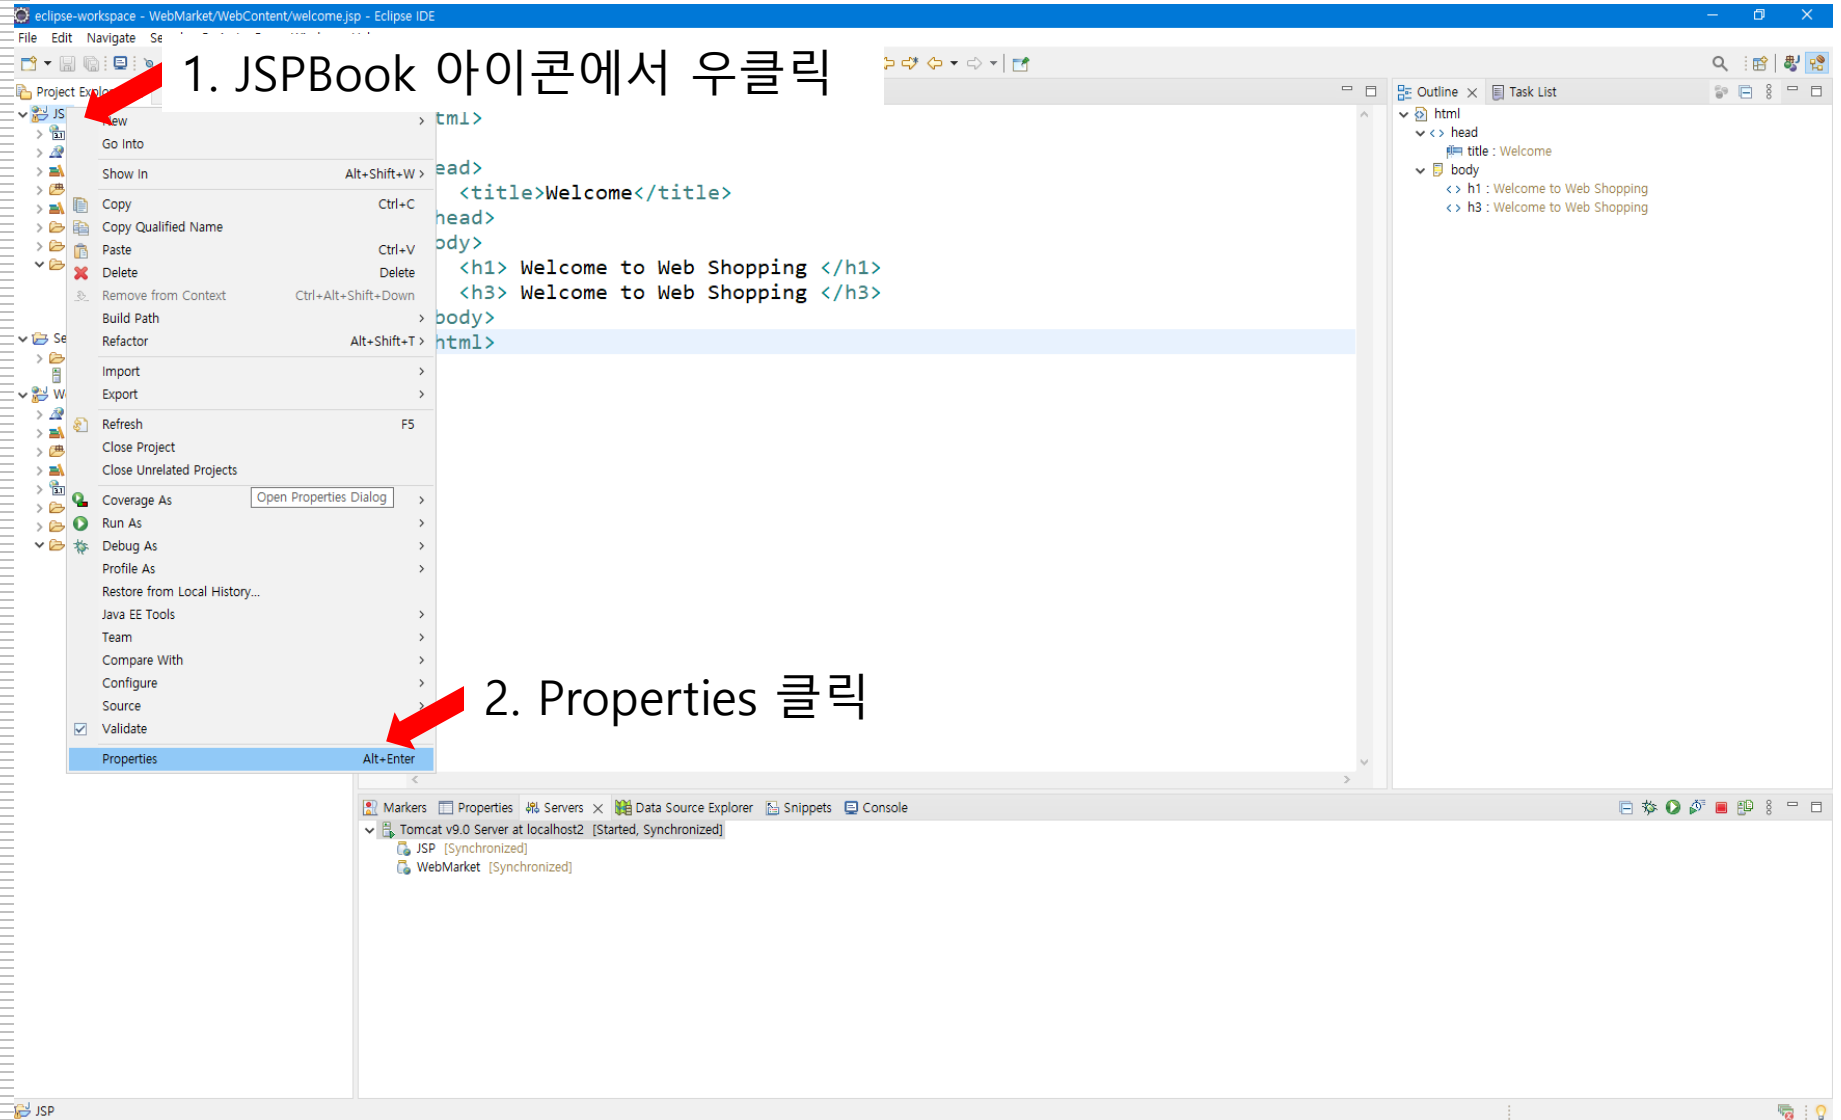 eclipse-workspace - WebMarket/WebContent/welcome.jsp - Eclipse IDE
File Edit Navigate Se
1. JSPBook 아이콘에서 우클릭
Project Explorer
Outline
Task List
JS
New
Go Into
Show In Alt+Shift+W
Copy Ctrl+C
Copy Qualified Name
Paste Ctrl+V
Delete Delete
Remove from Context Ctrl+Alt+Shift+Down
Build Path
Refactor Alt+Shift+T
Import
Export
Refresh F5
Close Project
Close Unrelated Projects
Coverage As
Open Properties Dialog
Run As
Debug As
Profile As
Restore from Local History...
Java EE Tools
Team
Compare With
Configure
Source
Validate
Properties Alt+Enter
Se
W
tml>
ead>
<title>Welcome</title>
head>
ody>
<h1> Welcome to Web Shopping </h1>
<h3> Welcome to Web Shopping </h3>
body>
html>
2. Properties 클릭
html
head
title : Welcome
body
h1 : Welcome to Web Shopping
h3 : Welcome to Web Shopping
Markers Properties Servers Data Source Explorer Snippets Console
Tomcat v9.0 Server at localhost2 [Started, Synchronized]
JSP [Synchronized]
WebMarket [Synchronized]
JSP